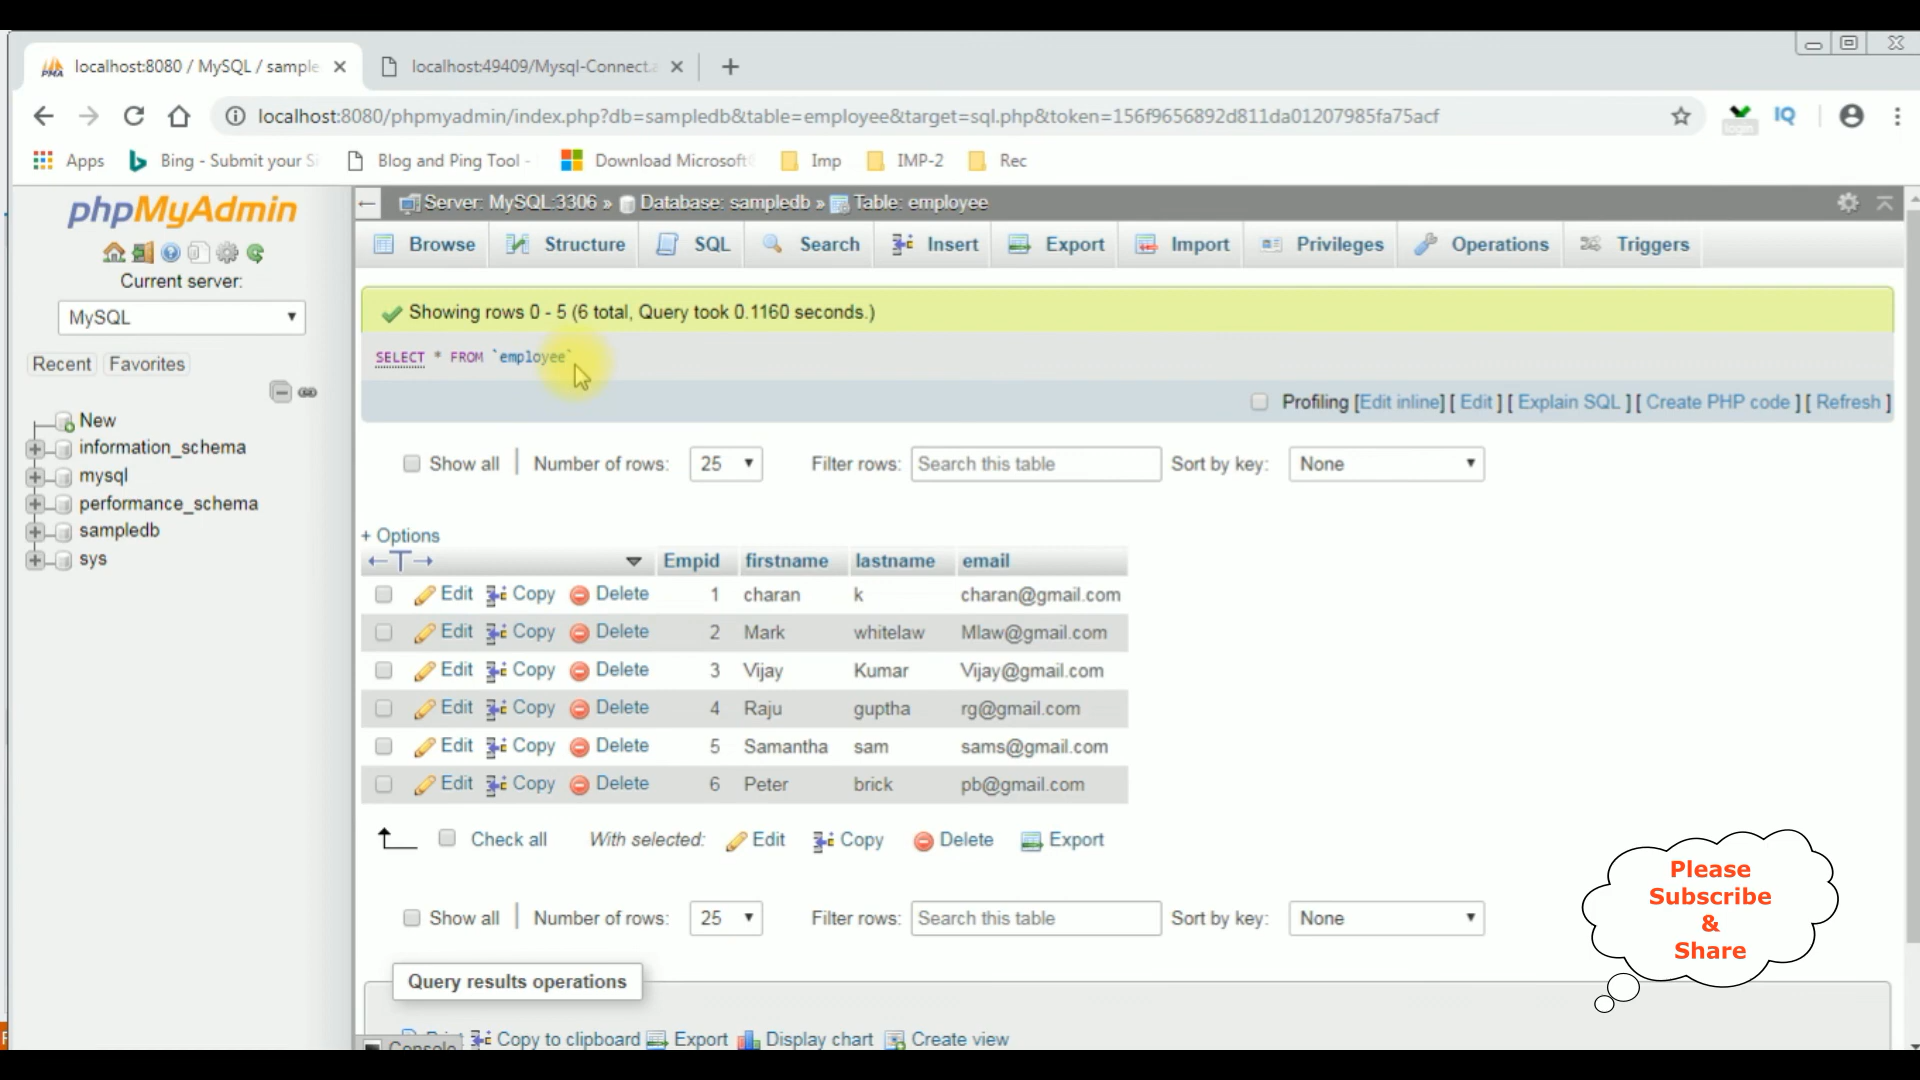 localhost:8080 / MySQL / sample
localhost:49409/Mysql-Connect.a
localhost:8080/phpmyadmin/index.php?db=sampledb&table=employee&target=sql.php&token=156f9656892d811da01207985fa75acf
login
IQ
Apps
Bing - Submit your Si
Blog and Ping Tool -
Download Microsoft
Imp
IMP-2
Rec
phpMyAdmin
Current server:
MySQL
Recent Favorites
New
information_schema
mysql
performance_schema
sampledb
sys
Server: MySQL:3306 » Database: sampledb » Table: employee
Browse Structure SQL Search Insert Export Import Privileges Operations Triggers
Showing rows 0 - 5 (6 total, Query took 0.1160 seconds.)
SELECT * FROM `employee`
Profiling [Edit inline] [ Edit ] [ Explain SQL ] [ Create PHP code ] [ Refresh ]
Show all Number of rows: 25 Filter rows: Search this table Sort by key: None
+ Options
Empid firstname lastname email
Edit Copy Delete 1 charan k charan@gmail.com
Edit Copy Delete 2 Mark whitelaw Mlaw@gmail.com
Edit Copy Delete 3 Vijay Kumar Vijay@gmail.com
Edit Copy Delete 4 Raju guptha rg@gmail.com
Edit Copy Delete 5 Samantha sam sams@gmail.com
Edit Copy Delete 6 Peter brick pb@gmail.com
Check all With selected: Edit Copy Delete Export
Show all Number of rows: 25 Filter rows: Search this table Sort by key: None
Query results operations
Print Copy to clipboard Export Display chart Create view
Console
Please
Subscribe
&
Share